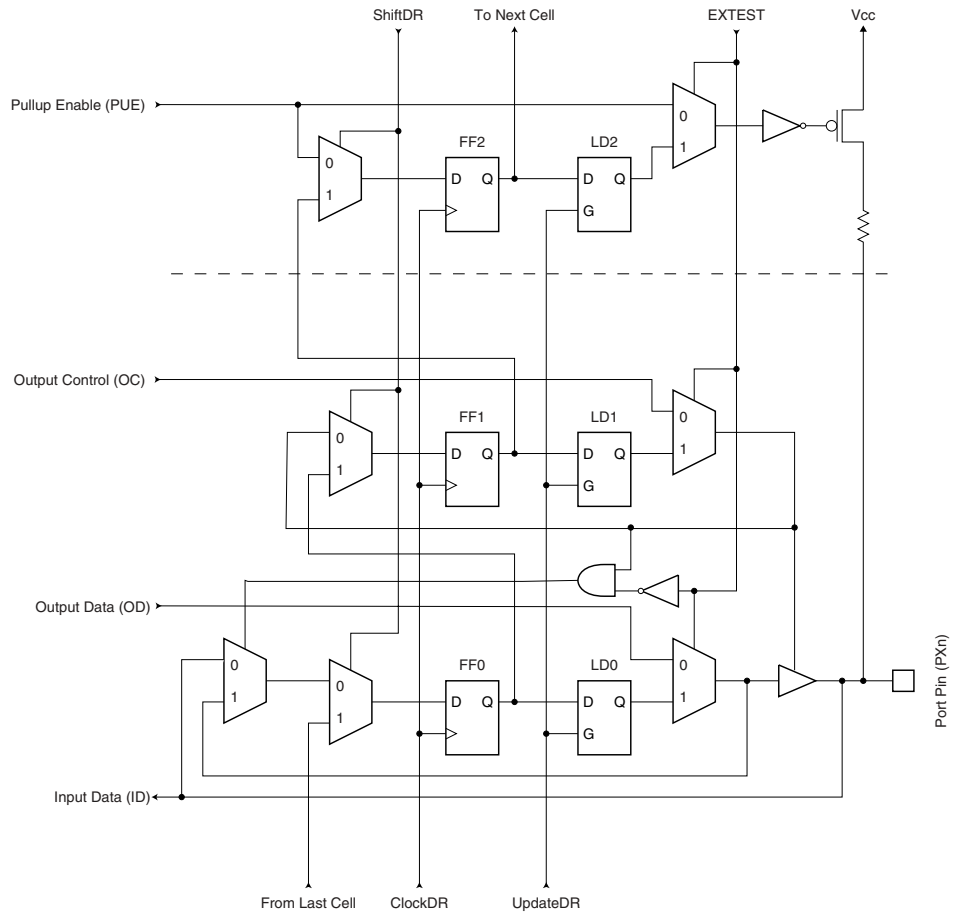 ShiftDR To Next Cell EXTEST Vcc
Pullup Enable (PUE)
0
1
FF2 LD2
0
1
D Q D Q
G
Output Control (OC)
FF1 LD1
0
1
0
1
D Q D Q
G
Output Data (OD)
FF0 LD0
0
1
0
1
0
1
D Q D Q
G
Port Pin (PXn)
Input Data (ID)
From Last Cell ClockDR UpdateDR